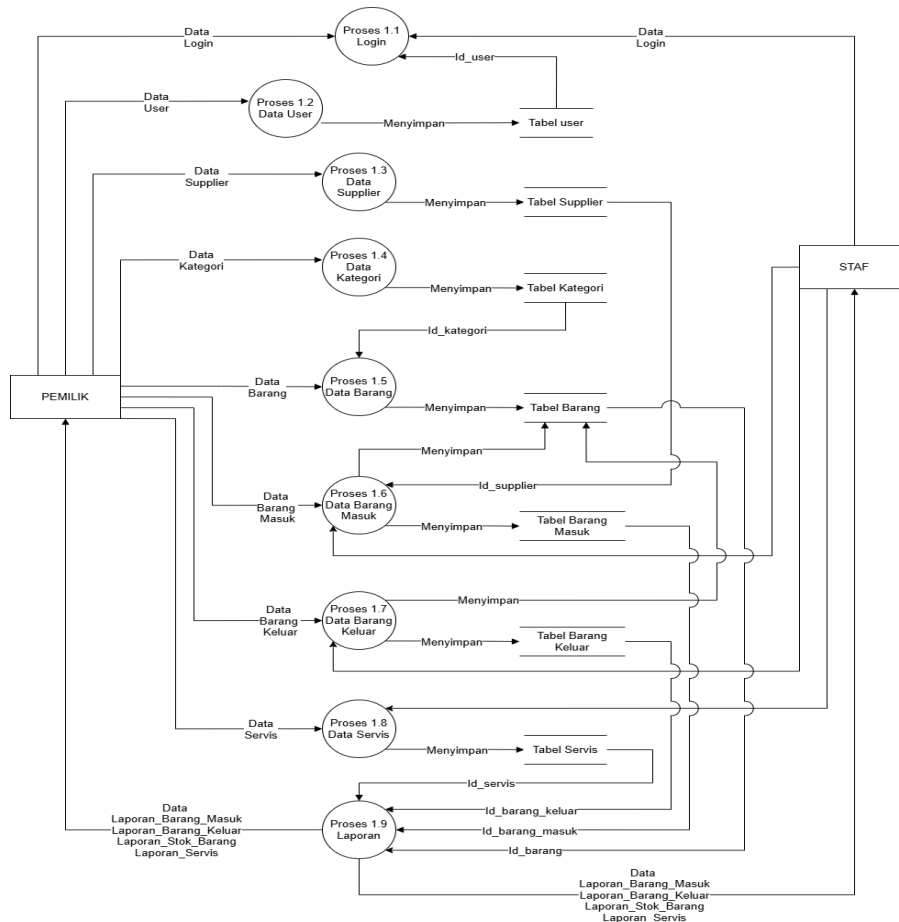 Data
Login
Proses 1.1
Login
Data
Login
Id_user
Data
User
Proses 1.2
Data User
Menyimpan
Tabel user
Data
Supplier
Proses 1.3
Data
Supplier
Menyimpan
Tabel Supplier
Data
Kategori
Proses 1.4
Data
Kategori
Menyimpan
Tabel Kategori
STAF
Id_kategori
PEMILIK
Data
Barang
Proses 1.5
Data Barang
Menyimpan
Tabel Barang
Menyimpan
Id_supplier
Data
Barang
Masuk
Proses 1.6
Data Barang
Masuk
Menyimpan
Tabel Barang
Masuk
Data
Barang
Keluar
Proses 1.7
Data Barang
Keluar
Menyimpan
Menyimpan
Tabel Barang
Keluar
Data
Servis
Proses 1.8
Data Servis
Menyimpan
Tabel Servis
Id_servis
Data
Laporan_Barang_Masuk
Laporan_Barang_Keluar
Laporan_Stok_Barang
Laporan_Servis
Proses 1.9
Laporan
Id_barang_keluar
Id_barang_masuk
Id_barang
Data
Laporan_Barang_Masuk
Laporan_Barang_Keluar
Laporan_Stok_Barang
Laporan_Servis